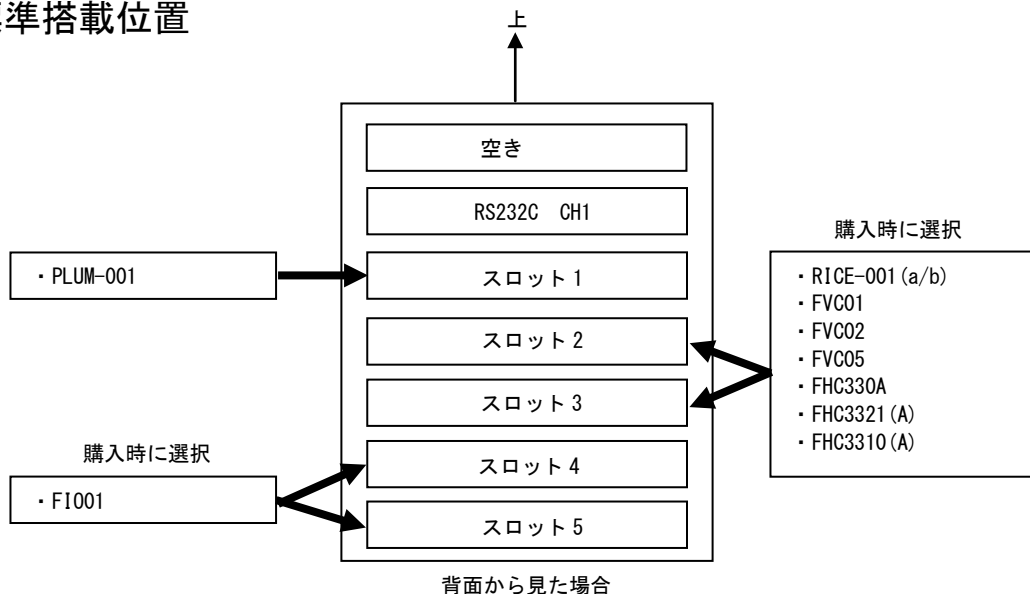 準搭載位置
上
空き
RS232C CH1
購入時に選択
・PLUM-001
スロット1
・RICE-001(a/b)
・FVC01
・FVC02
・FVC05
・FHC330A
・FHC3321(A)
・FHC3310(A)
スロット2
スロット3
購入時に選択
・FI001
スロット4
スロット5
背面から見た場合